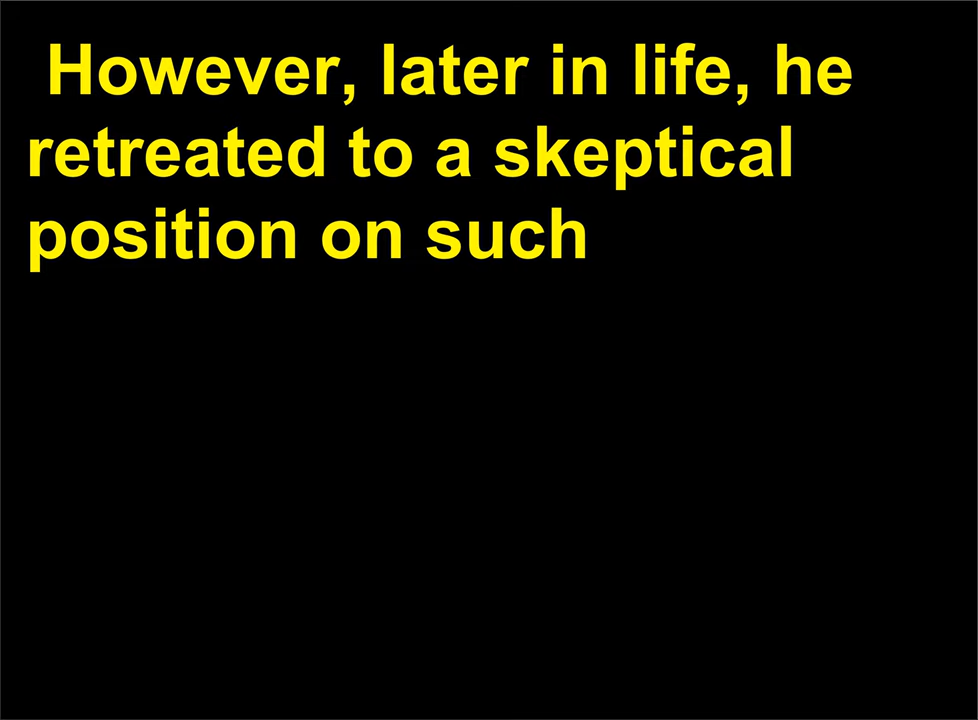 However, later in life, he
retreated to a skeptical
position on such